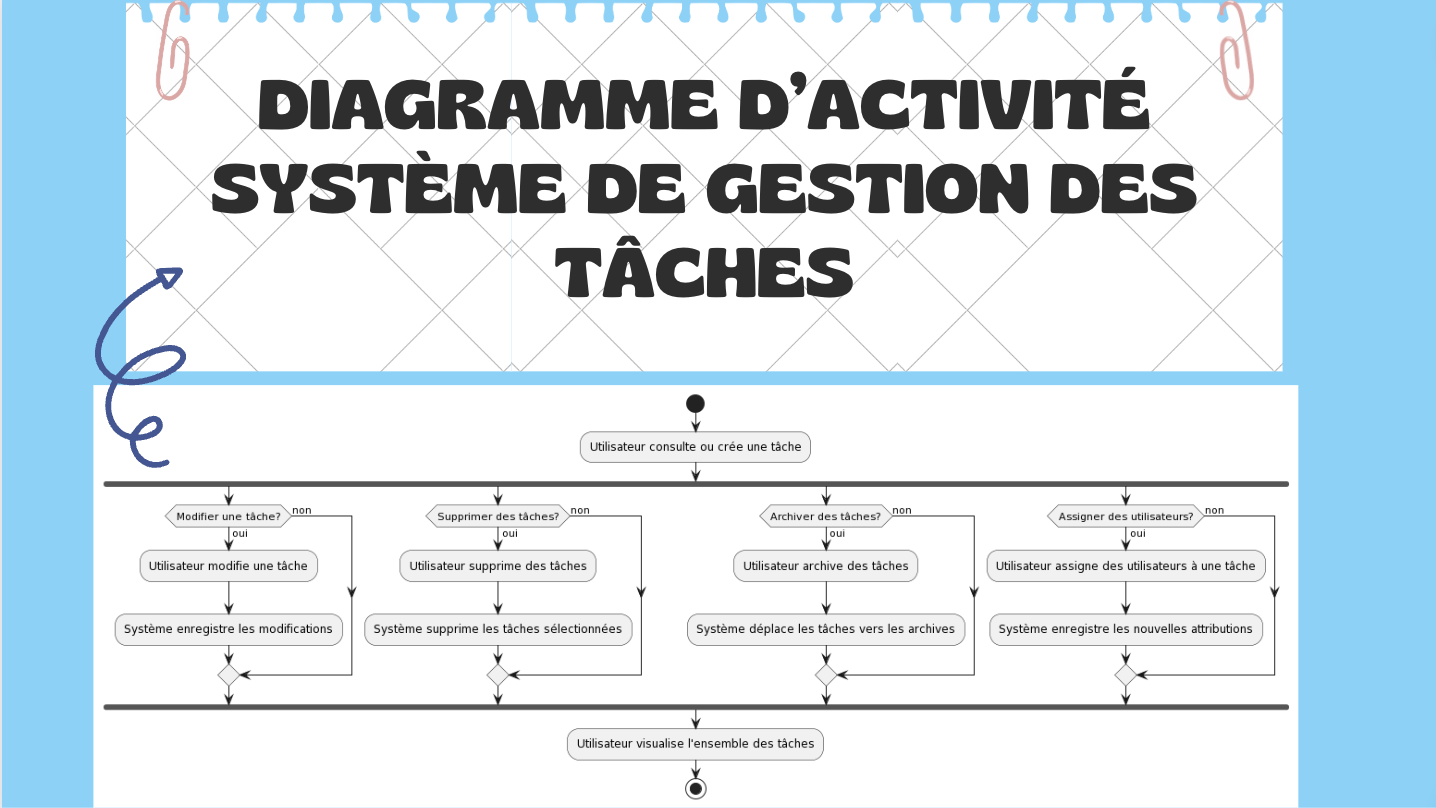 DIAGRAMME D’ACTIVITÉ
SYSTÈME DE GESTION DES
TÂCHES
Utilisateur consulte ou crée une tâche
Modifier une tâche?
non
oui
Utilisateur modifie une tâche
Système enregistre les modifications
Supprimer des tâches?
non
oui
Utilisateur supprime des tâches
Système supprime les tâches sélectionnées
Archiver des tâches?
non
oui
Utilisateur archive des tâches
Système déplace les tâches vers les archives
Assigner des utilisateurs?
non
oui
Utilisateur assigne des utilisateurs à une tâche
Système enregistre les nouvelles attributions
Utilisateur visualise l'ensemble des tâches